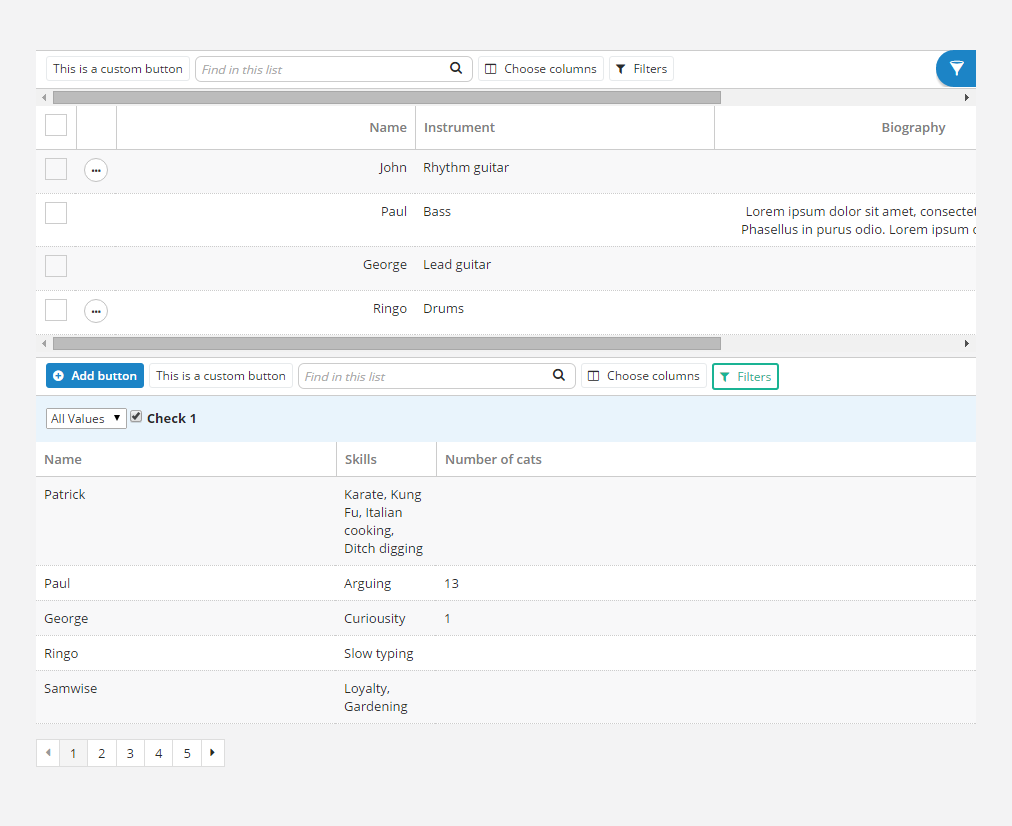 This is a custom button Find in this list Choose columns Filters
Name Instrument Biography
John Rhythm guitar
Paul Bass Lorem ipsum dolor sit amet, consectet
Phasellus in purus odio. Lorem ipsum
George Lead guitar
Ringo Drums
Add button This is a custom button Find in this list Choose columns Filters
All Values Check 1
Name Skills Number of cats
Patrick Karate, Kung
Fu, Italian
cooking,
Ditch digging
Paul Arguing 13
George Curiousity 1
Ringo Slow typing
Samwise Loyalty,
Gardening
1 2 3 4 5